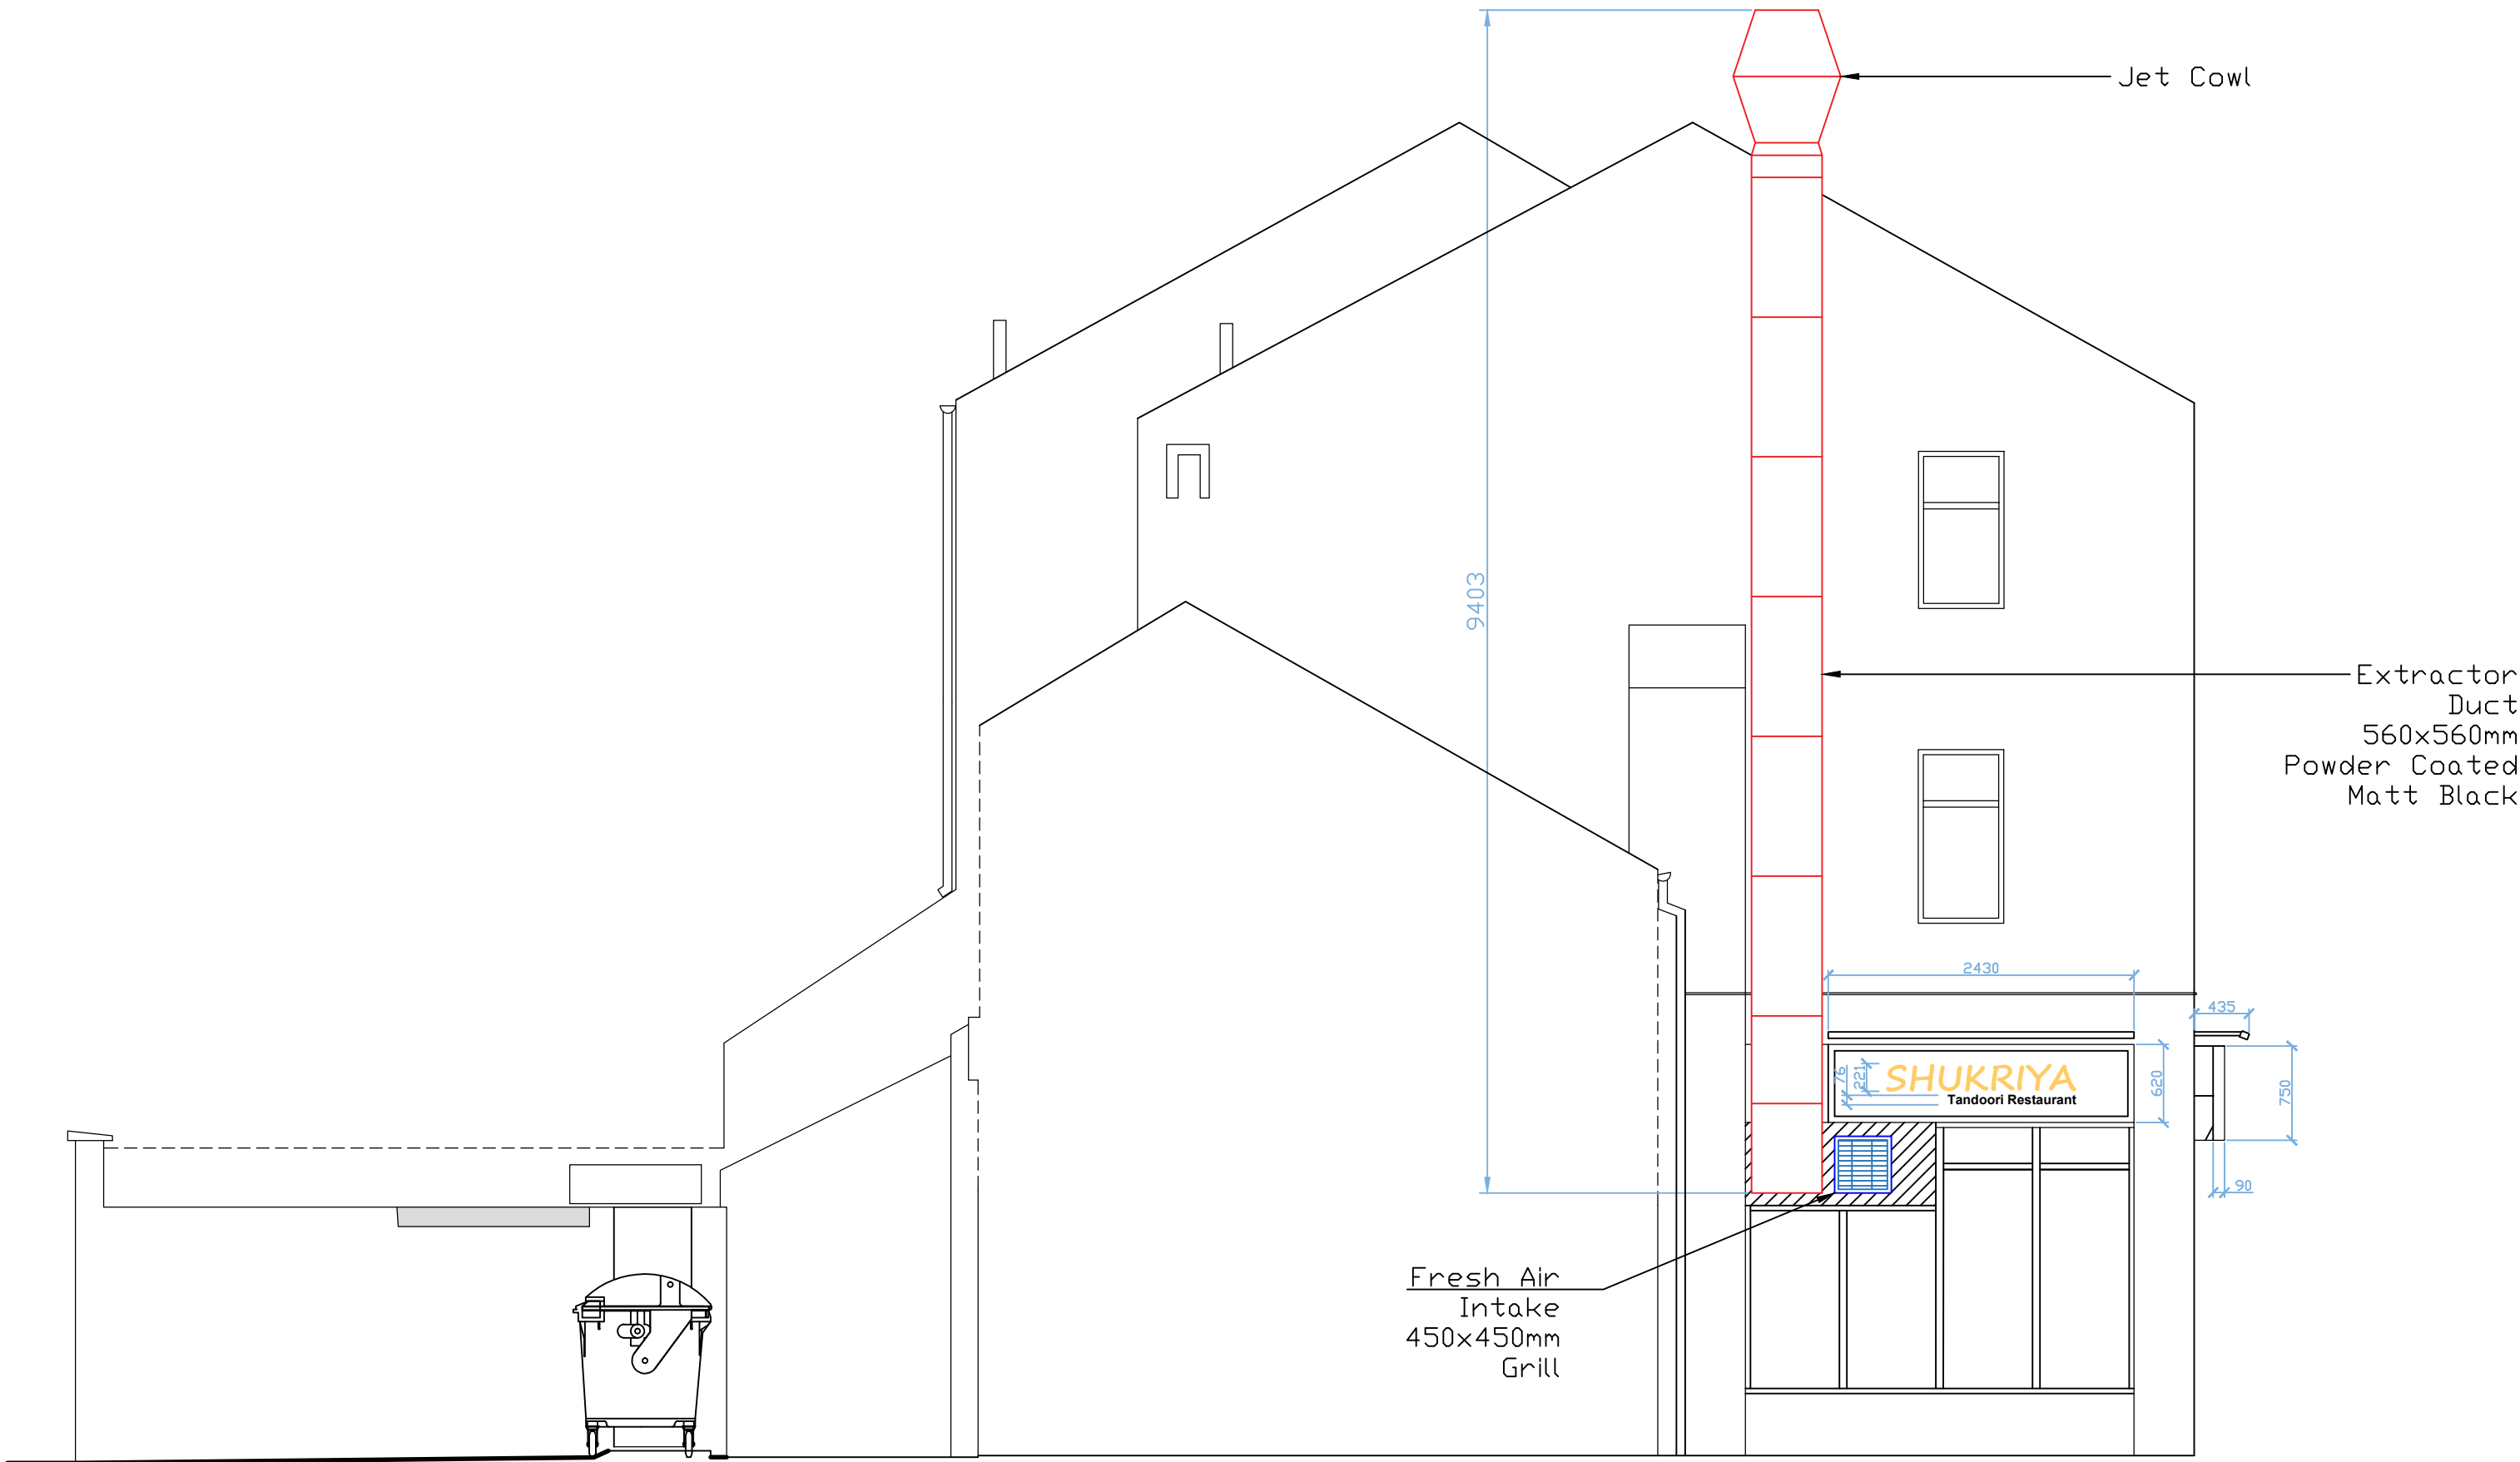 Jet Cowl
9403
Extractor
Duct
560x560mm
Powder Coated
Matt Black
2430
435
76
221
SHUKRIYA
Tandoori Restaurant
620
750
90
Fresh Air
Intake
450x450mm
Grill